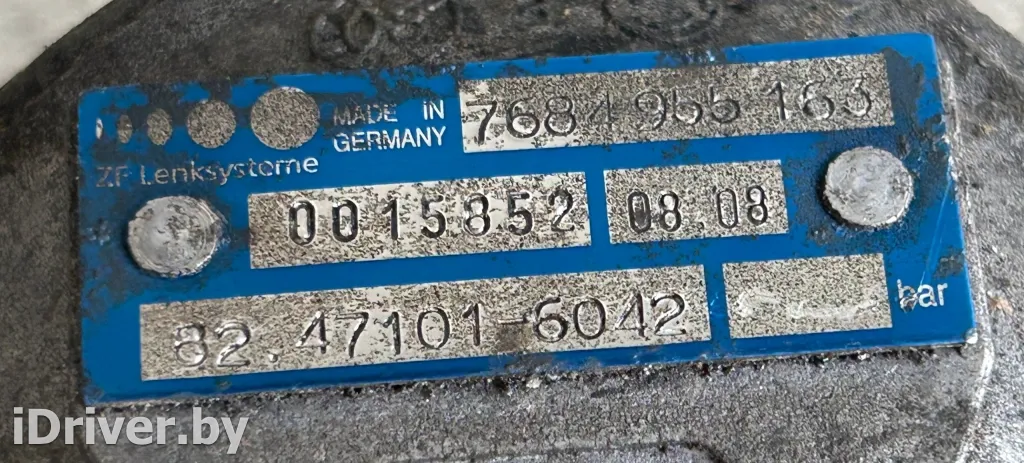 MADE IN
GERMANY
7684 955 163
ZF Lenksysteme
0015852
08.08
82.47101-6042
bar
iDriver.by